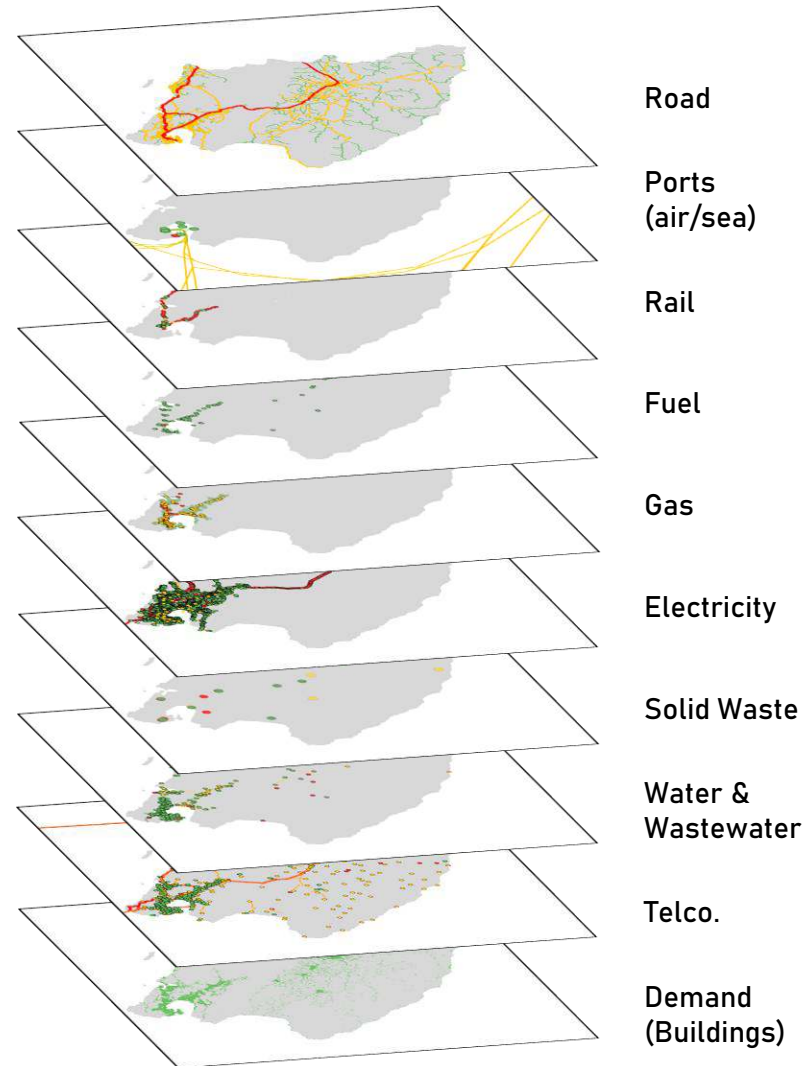 Road
Ports
(air/sea)
Rail
Fuel
Gas
Electricity
Solid Waste
Water &
Wastewater
Telco.
Demand
(Buildings)